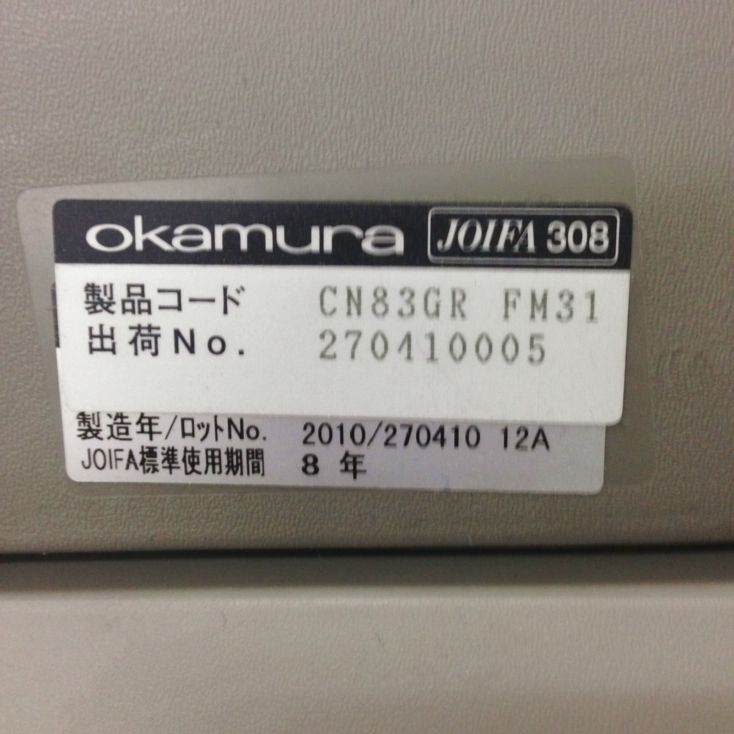 okamura JOIFA 308
製品コード CN83GR FM31
出荷No. 270410005
製造年/ロットNo. 2010/270410 12A
JOIFA標準使用期間 8 年